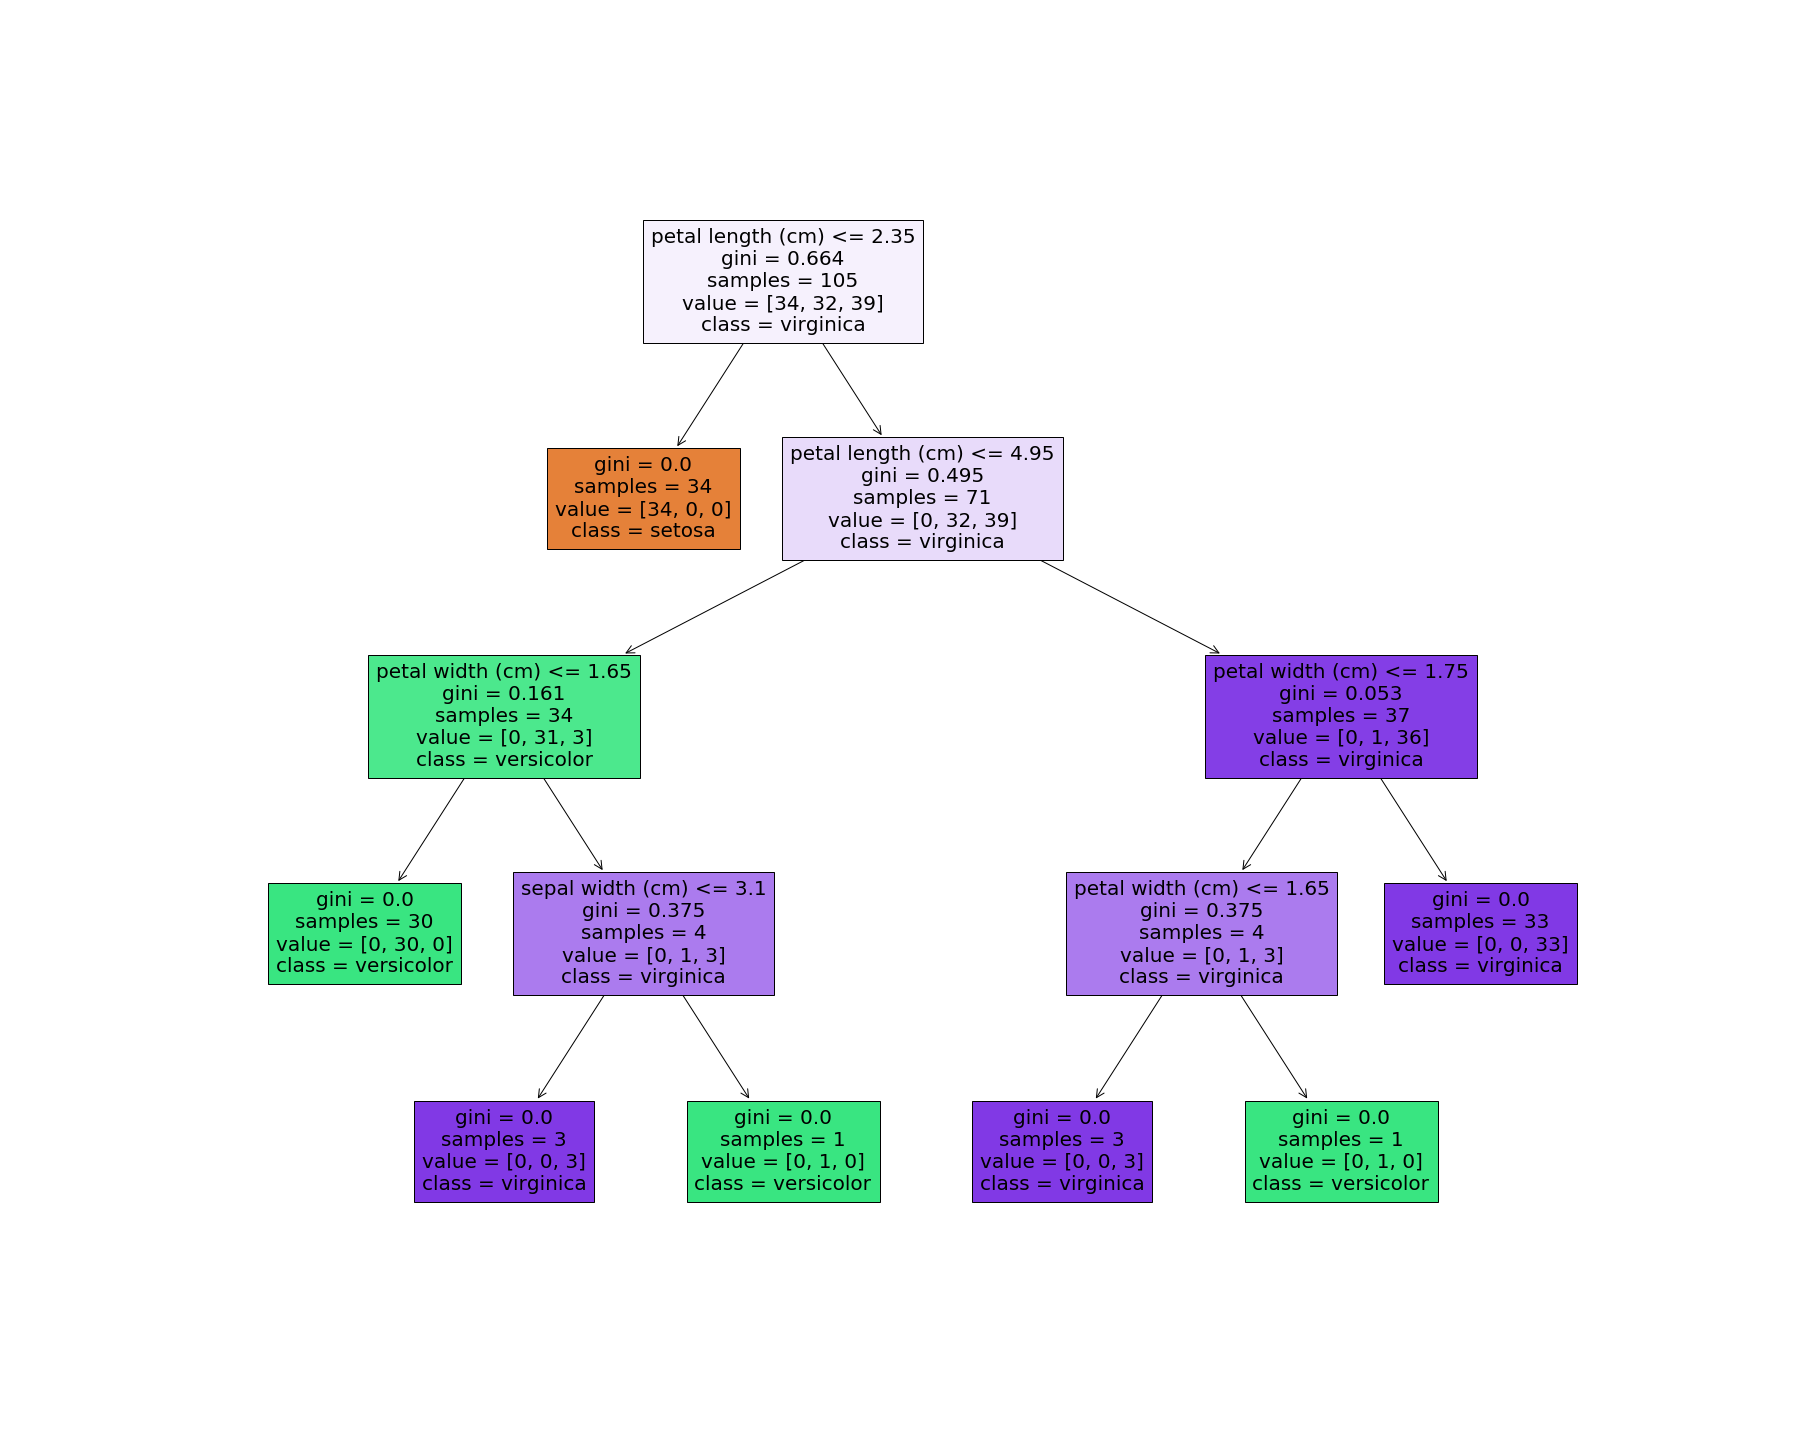 petal length (cm) <= 2.35
gini = 0.664
samples = 105
value = [34, 32, 39]
class = virginica
gini = 0.0
samples = 34
value = [34, 0, 0]
class = setosa
petal length (cm) <= 4.95
gini = 0.495
samples = 71
value = [0, 32, 39]
class = virginica
petal width (cm) <= 1.65
gini = 0.161
samples = 34
value = [0, 31, 3]
class = versicolor
petal width (cm) <= 1.75
gini = 0.053
samples = 37
value = [0, 1, 36]
class = virginica
gini = 0.0
samples = 30
value = [0, 30, 0]
class = versicolor
sepal width (cm) <= 3.1
gini = 0.375
samples = 4
value = [0, 1, 3]
class = virginica
petal width (cm) <= 1.65
gini = 0.375
samples = 4
value = [0, 1, 3]
class = virginica
gini = 0.0
samples = 33
value = [0, 0, 33]
class = virginica
gini = 0.0
samples = 3
value = [0, 0, 3]
class = virginica
gini = 0.0
samples = 1
value = [0, 1, 0]
class = versicolor
gini = 0.0
samples = 3
value = [0, 0, 3]
class = virginica
gini = 0.0
samples = 1
value = [0, 1, 0]
class = versicolor